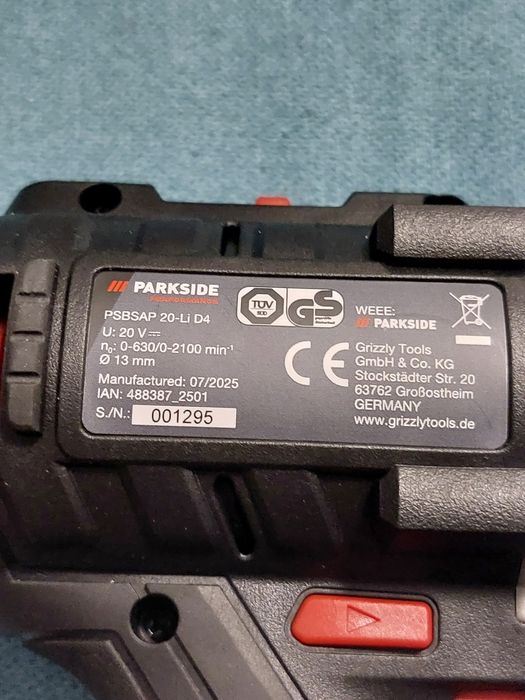 PARKSIDE
PERFORMANCE
PSBSAP 20-Li D4
U: 20 V ⎓
n₀: 0-630/0-2100 min⁻¹
Ø 13 mm
Manufactured: 07/2025
IAN: 488387_2501
S./N.: 001295
TÜV
SÜD
GS
CE
WEEE:
PARKSIDE
Grizzly Tools
GmbH & Co. KG
Stockstädter Str. 20
63762 Großostheim
GERMANY
www.grizzlytools.de